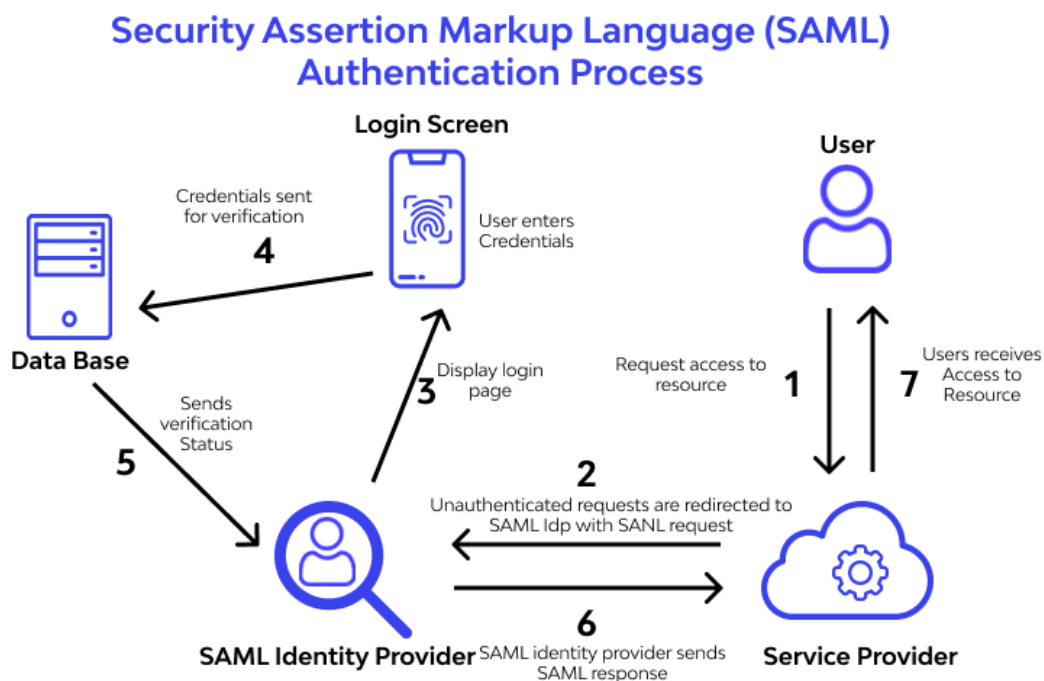 Security Assertion Markup Language (SAML)
Authentication Process
Login Screen
User
Credentials sent
for verification
4
User enters
Credentials
Data Base
Sends
verification
Status
5
3
Display login
page
Request access to
resource
1
7
Users receives
Access to
Resource
2
Unauthenticated requests are redirected to
SAML Idp with SANL request
6
SAML identity provider sends
SAML response
SAML Identity Provider
Service Provider